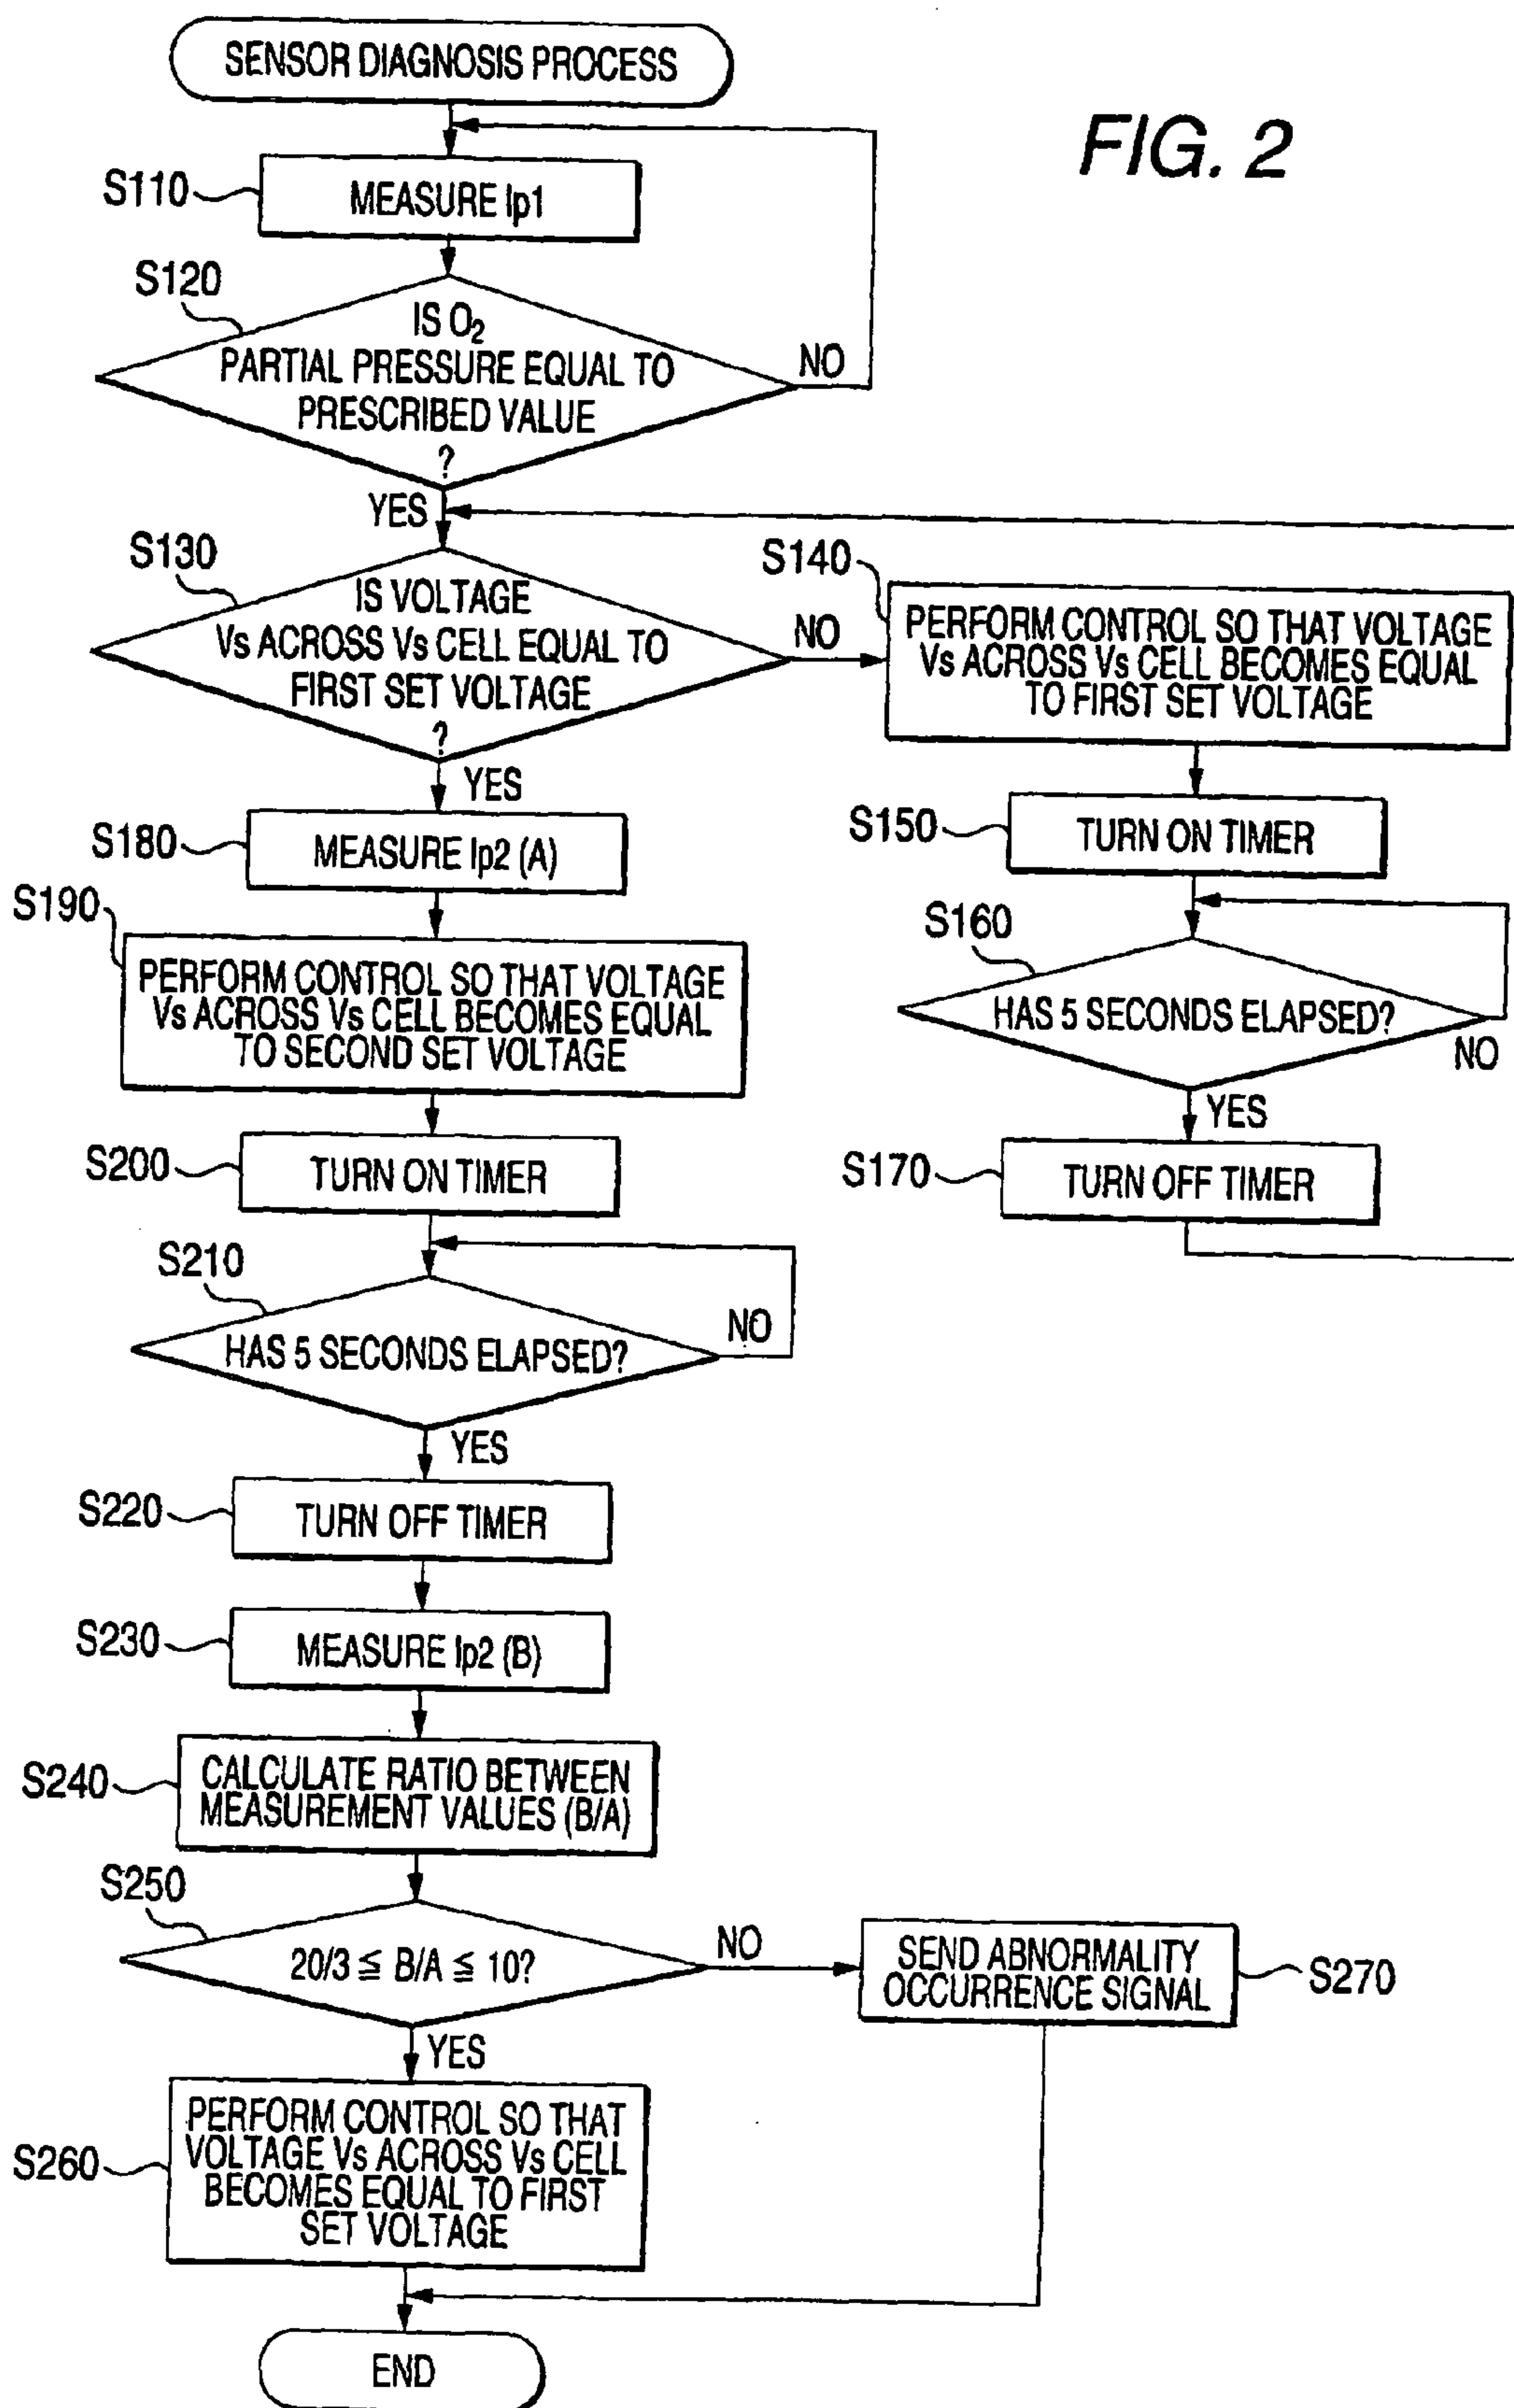 SENSOR DIAGNOSIS PROCESS
FIG. 2
S110
MEASURE Ip1
S120
IS O₂
PARTIAL PRESSURE EQUAL TO
PRESCRIBED VALUE
?
NO
YES
S130
IS VOLTAGE
Vs ACROSS Vs CELL EQUAL TO
FIRST SET VOLTAGE
?
NO
YES
S140
PERFORM CONTROL SO THAT VOLTAGE
Vs ACROSS Vs CELL BECOMES EQUAL
TO FIRST SET VOLTAGE
S150
TURN ON TIMER
S160
HAS 5 SECONDS ELAPSED?
NO
YES
S170
TURN OFF TIMER
S180
MEASURE Ip2 (A)
S190
PERFORM CONTROL SO THAT VOLTAGE
Vs ACROSS Vs CELL BECOMES EQUAL
TO SECOND SET VOLTAGE
S200
TURN ON TIMER
S210
HAS 5 SECONDS ELAPSED?
NO
YES
S220
TURN OFF TIMER
S230
MEASURE Ip2 (B)
S240
CALCULATE RATIO BETWEEN
MEASUREMENT VALUES (B/A)
S250
20/3 ≦ B/A ≦ 10?
NO
YES
SEND ABNORMALITY
OCCURRENCE SIGNAL
S270
S260
PERFORM CONTROL SO THAT
VOLTAGE Vs ACROSS Vs CELL
BECOMES EQUAL TO FIRST
SET VOLTAGE
END